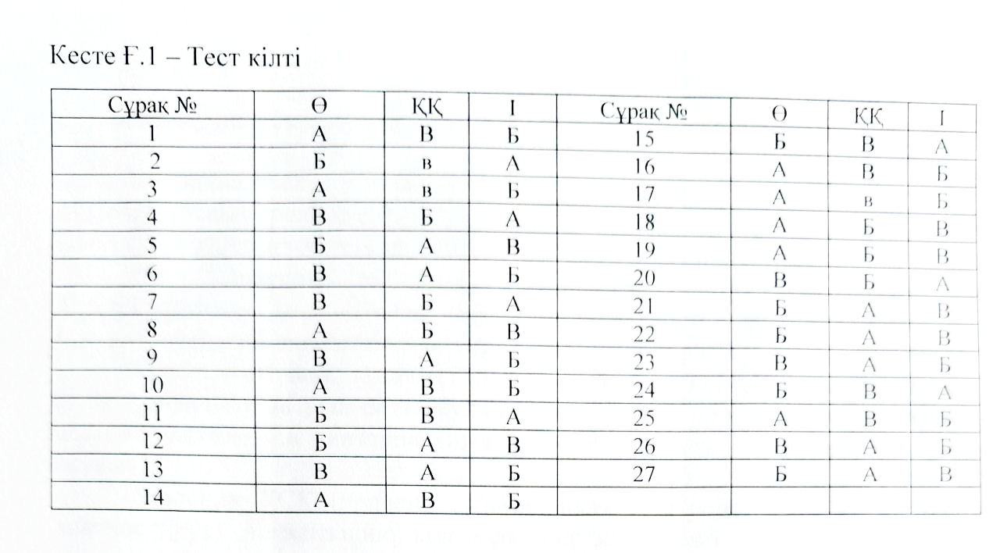 Кесте Ғ.1 – Тест кілті
Сұрақ № Ө ҚҚ І Сұрақ № Ө ҚҚ І
1 А В Б 15 Б В А
2 Б в А 16 А В Б
3 А в Б 17 А в Б
4 В Б А 18 А Б В
5 Б А В 19 А Б В
6 В А Б 20 В Б А
7 В Б А 21 Б А В
8 А Б В 22 Б А В
9 В А Б 23 В А Б
10 А В Б 24 Б В А
11 Б В А 25 А В Б
12 Б А В 26 В А Б
13 В А Б 27 Б А В
14 А В Б